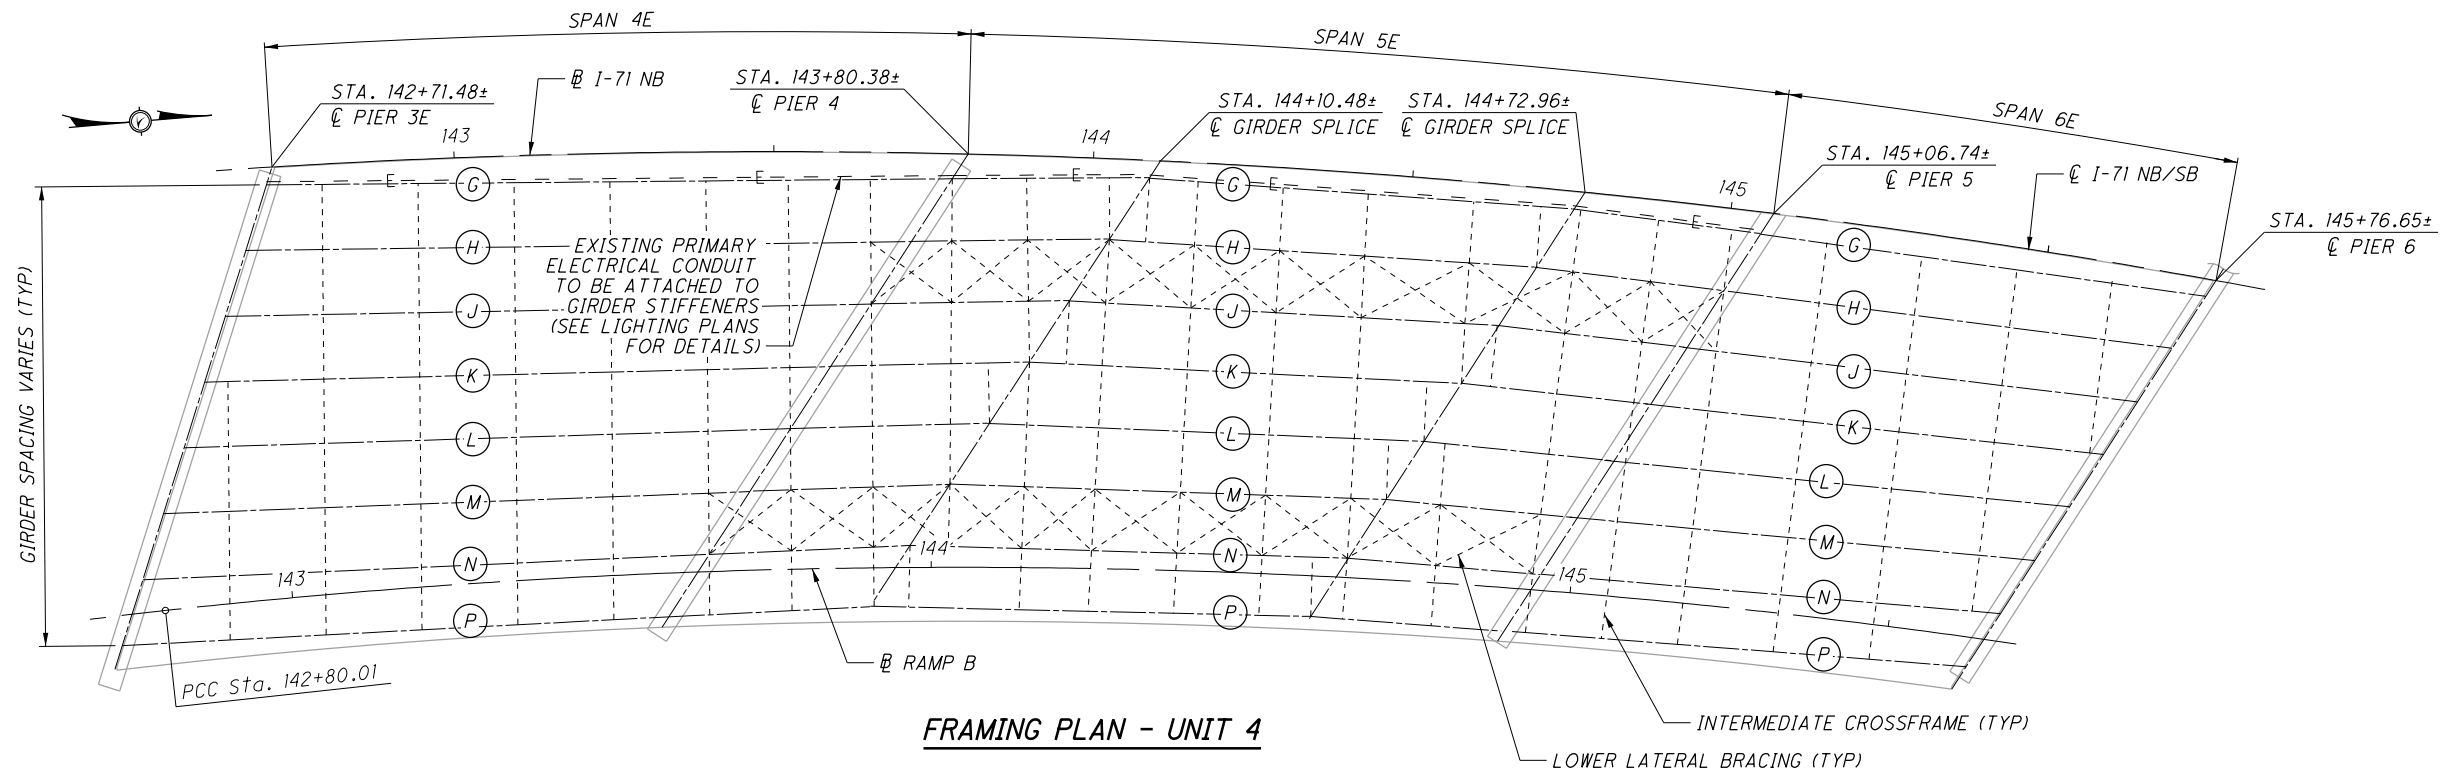 SPAN 4E
SPAN 5E
SPAN 6E
STA. 142+71.48±
℄ PIER 3E
143
℄ I-71 NB
STA. 143+80.38±
℄ PIER 4
144
STA. 144+10.48±
℄ GIRDER SPLICE
STA. 144+72.96±
℄ GIRDER SPLICE
145
STA. 145+06.74±
℄ PIER 5
℄ I-71 NB/SB
STA. 145+76.65±
℄ PIER 6
GIRDER SPACING VARIES (TYP)
E
E
E
E
E
G
G
G
H
H
H
EXISTING PRIMARY
ELECTRICAL CONDUIT
TO BE ATTACHED TO
GIRDER STIFFENERS
(SEE LIGHTING PLANS
FOR DETAILS)
J
J
J
K
K
K
L
L
L
M
M
M
N
N
N
143
144
145
P
P
P
PCC Sta. 142+80.01
℄ RAMP B
INTERMEDIATE CROSSFRAME (TYP)
LOWER LATERAL BRACING (TYP)
FRAMING PLAN - UNIT 4